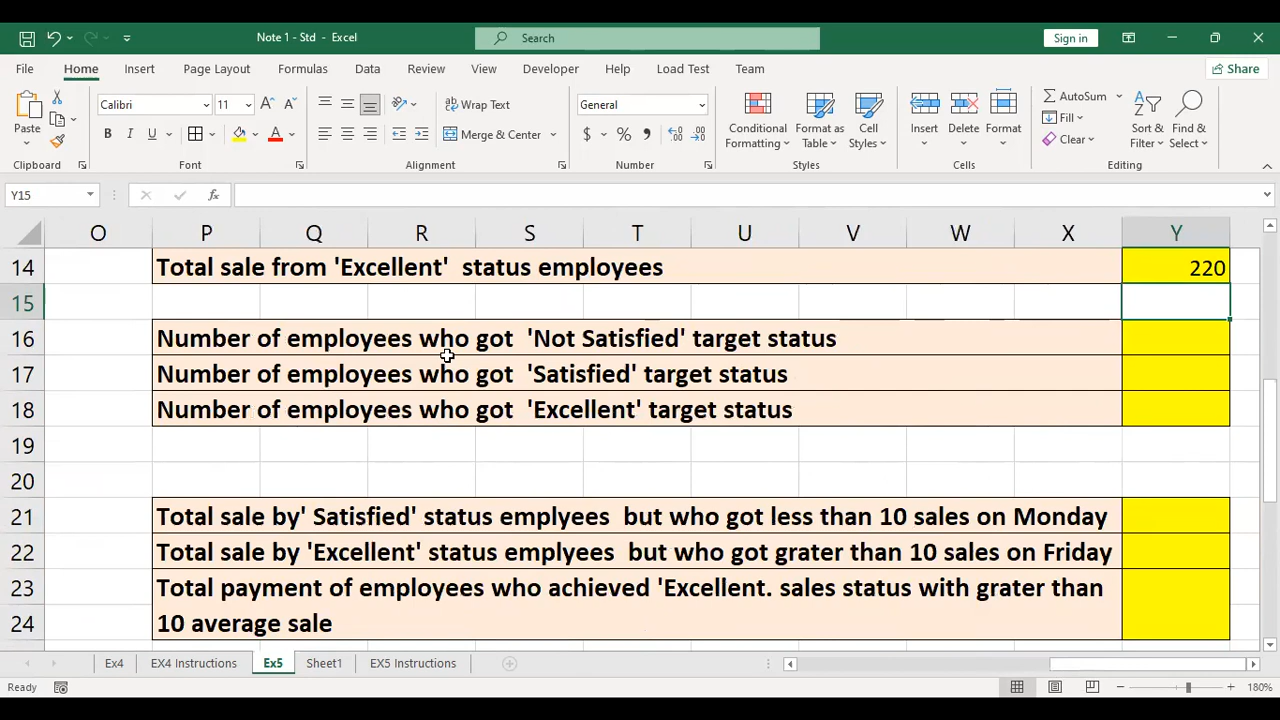 Note 1 - Std - Excel
Search
Sign in
File Home Insert Page Layout Formulas Data Review View Developer Help Load Test Team
Share
Paste
Calibri 11
Wrap Text
Merge & Center
General
Conditional Formatting
Format as Table
Cell Styles
Insert
Delete
Format
AutoSum
Fill
Clear
Sort & Filter
Find & Select
Clipboard Font Alignment Number Styles Cells Editing
Y15
O P Q R S T U V W X Y
14 Total sale from 'Excellent' status employees 220
15
16 Number of employees who got 'Not Satisfied' target status
17 Number of employees who got 'Satisfied' target status
18 Number of employees who got 'Excellent' target status
19
20
21 Total sale by' Satisfied' status emplyees but who got less than 10 sales on Monday
22 Total sale by 'Excellent' status emplyees but who got grater than 10 sales on Friday
23 Total payment of employees who achieved 'Excellent. sales status with grater than
24 10 average sale
Ex4 EX4 Instructions Ex5 Sheet1 EX5 Instructions
Ready 180%